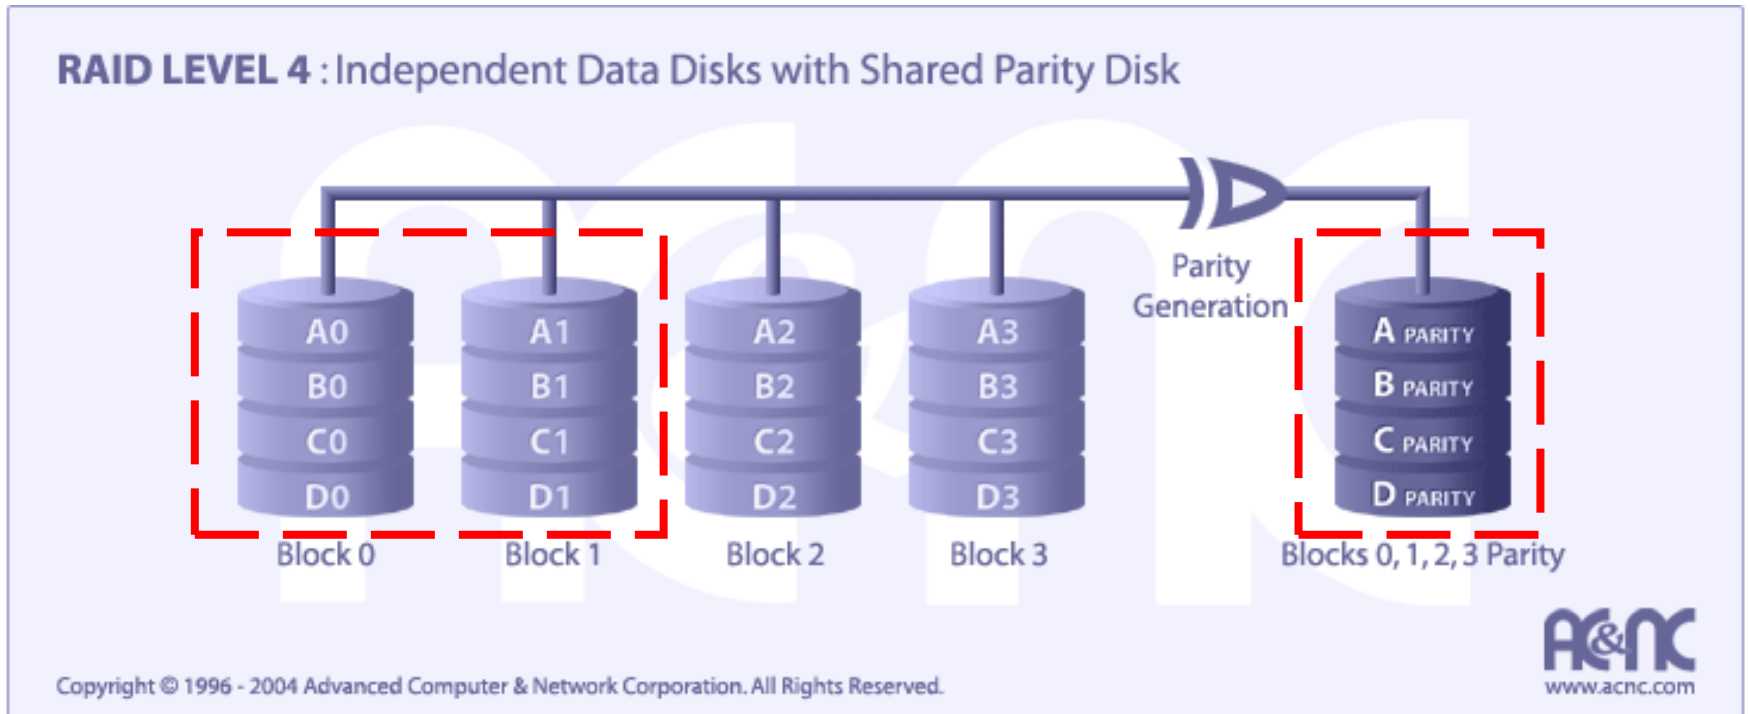 RAID LEVEL 4 : Independent Data Disks with Shared Parity Disk
Parity
Generation
A0 A1 A2 A3 A PARITY
B0 B1 B2 B3 B PARITY
C0 C1 C2 C3 C PARITY
D0 D1 D2 D3 D PARITY
Block 0 Block 1 Block 2 Block 3 Blocks 0, 1, 2, 3 Parity
AC&NC
www.acnc.com
Copyright © 1996 - 2004 Advanced Computer & Network Corporation. All Rights Reserved.